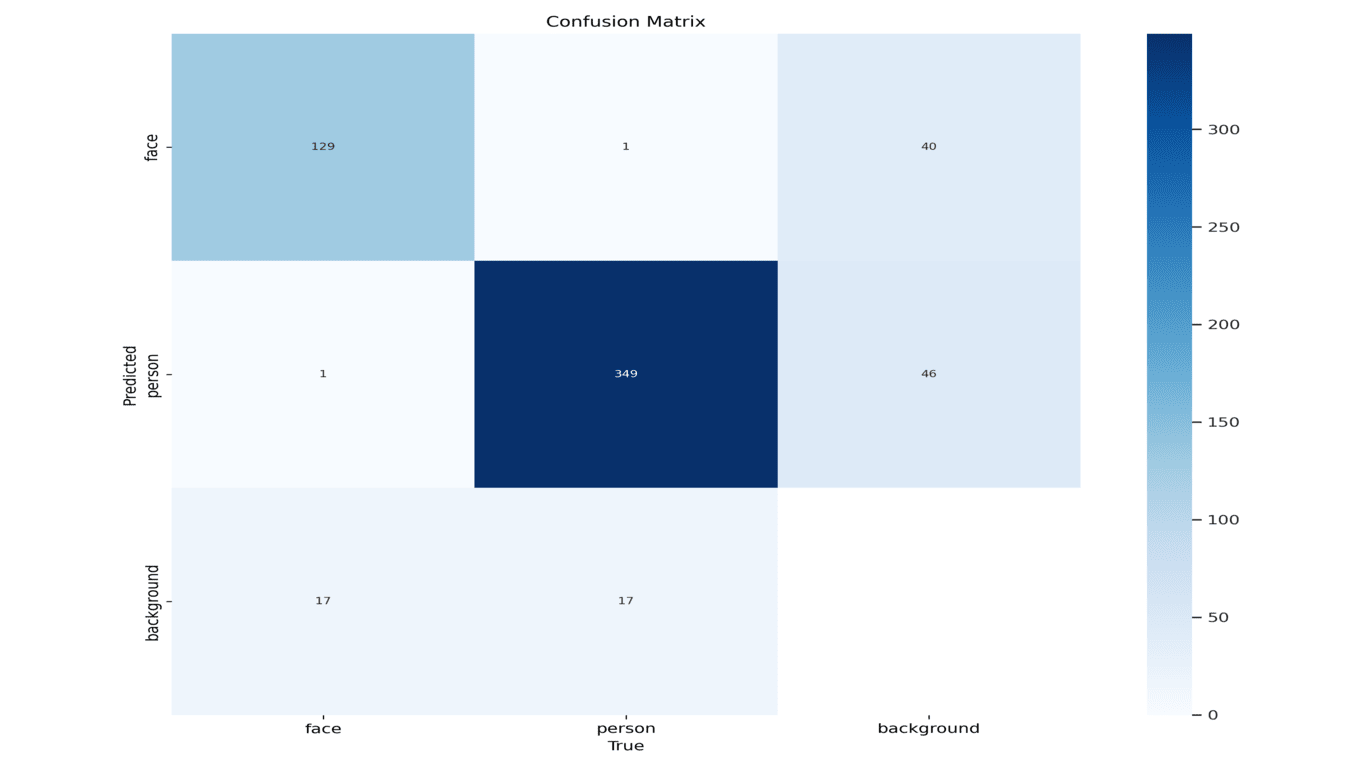 Confusion Matrix
face
129
1
40
300
250
200
Predicted
person
1
349
46
150
100
background
17
17
50
0
face
person
background
True